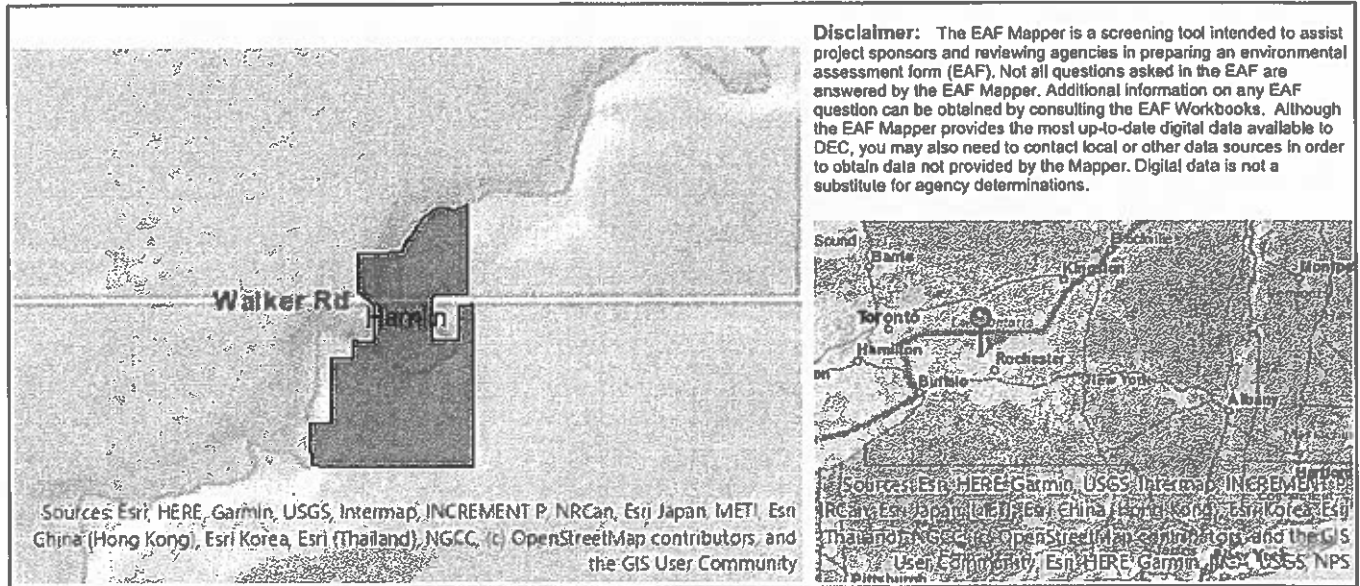 Disclaimer: The EAF Mapper is a screening tool intended to assist
project sponsors and reviewing agencies in preparing an environmental
assessment form (EAF). Not all questions asked in the EAF are
answered by the EAF Mapper. Additional information on any EAF
question can be obtained by consulting the EAF Workbooks. Although
the EAF Mapper provides the most up-to-date digital data available to
DEC, you may also need to contact local or other data sources in order
to obtain data not provided by the Mapper. Digital data is not a
substitute for agency determinations.
Walker Rd
Hamlin
Sources: Esri, HERE, Garmin, USGS, Intermap, INCREMENT P, NRCan, Esri Japan, METI, Esri
China (Hong Kong), Esri Korea, Esri (Thailand), NGCC, (c) OpenStreetMap contributors, and
the GIS User Community
Sound
Barrie
Kingston
Toronto
Lake Ontario
Hamilton
Rochester
Buffalo
New York
Albany
Sources: Esri, HERE, Garmin, USGS, Intermap, INCREMENT P,
NRCan, Esri Japan, METI, Esri China (Hong Kong), Esri Korea, Esri
(Thailand), NGCC, (c) OpenStreetMap contributors, and the GIS
User Community, Esri, HERE, Garmin, USGS, NPS